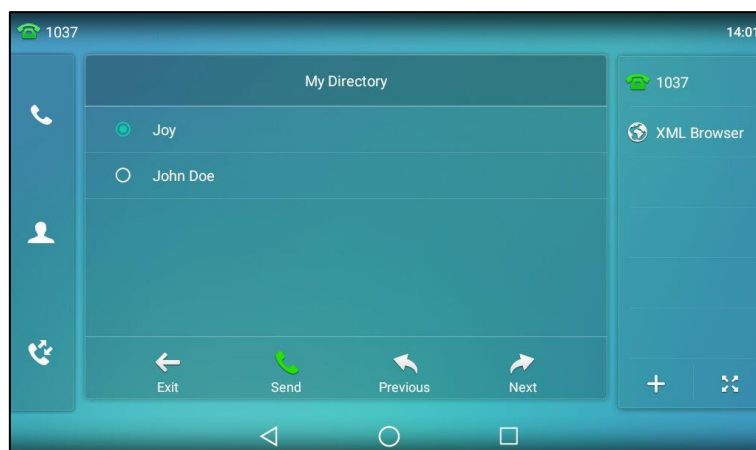 1037
14:01
My Directory
Joy
John Doe
Exit
Send
Previous
Next
1037
XML Browser